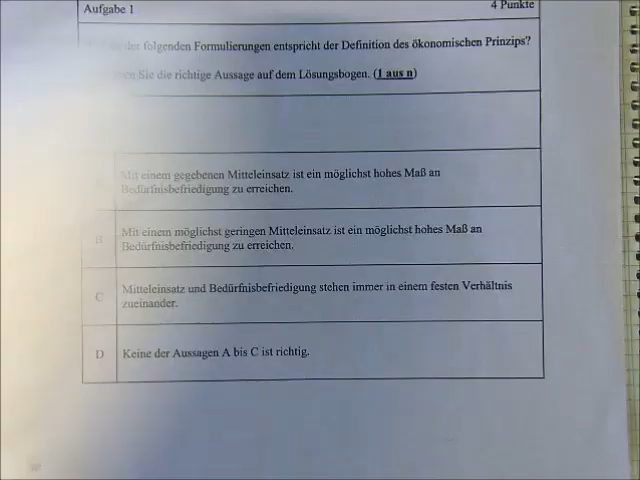 Aufgabe 1
4 Punkte
der folgenden Formulierungen entspricht der Definition des ökonomischen Prinzips?
Sie die richtige Aussage auf dem Lösungsbogen. (1 aus n)
Mit einem gegebenen Mitteleinsatz ist ein möglichst hohes Maß an
Bedürfnisbefriedigung zu erreichen.
B
Mit einem möglichst geringen Mitteleinsatz ist ein möglichst hohes Maß an
Bedürfnisbefriedigung zu erreichen.
C
Mitteleinsatz und Bedürfnisbefriedigung stehen immer in einem festen Verhältnis
zueinander.
D
Keine der Aussagen A bis C ist richtig.